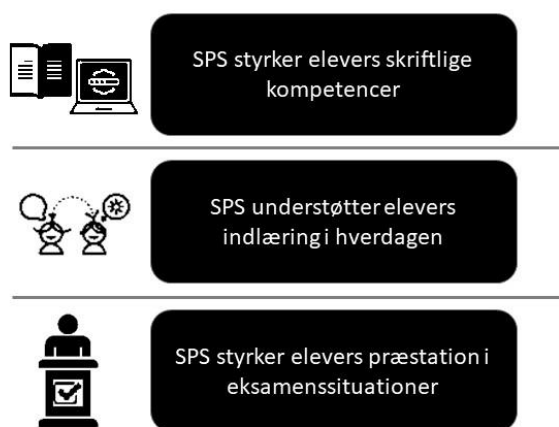 SPS styrker elevers skriftlige
kompetencer
SPS understøtter elevers
indlæring i hverdagen
SPS styrker elevers præstation i
eksamenssituationer